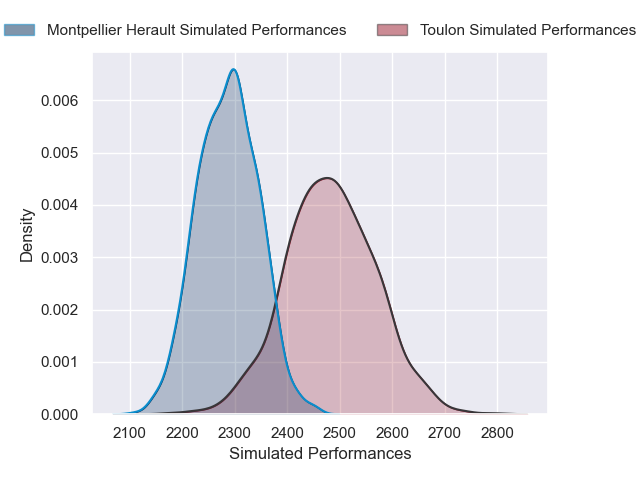 Montpellier Herault Simulated Performances Toulon Simulated Performances
0.006
0.005
0.004
0.003
0.002
0.001
0.000
Density
2100 2200 2300 2400 2500 2600 2700 2800
Simulated Performances